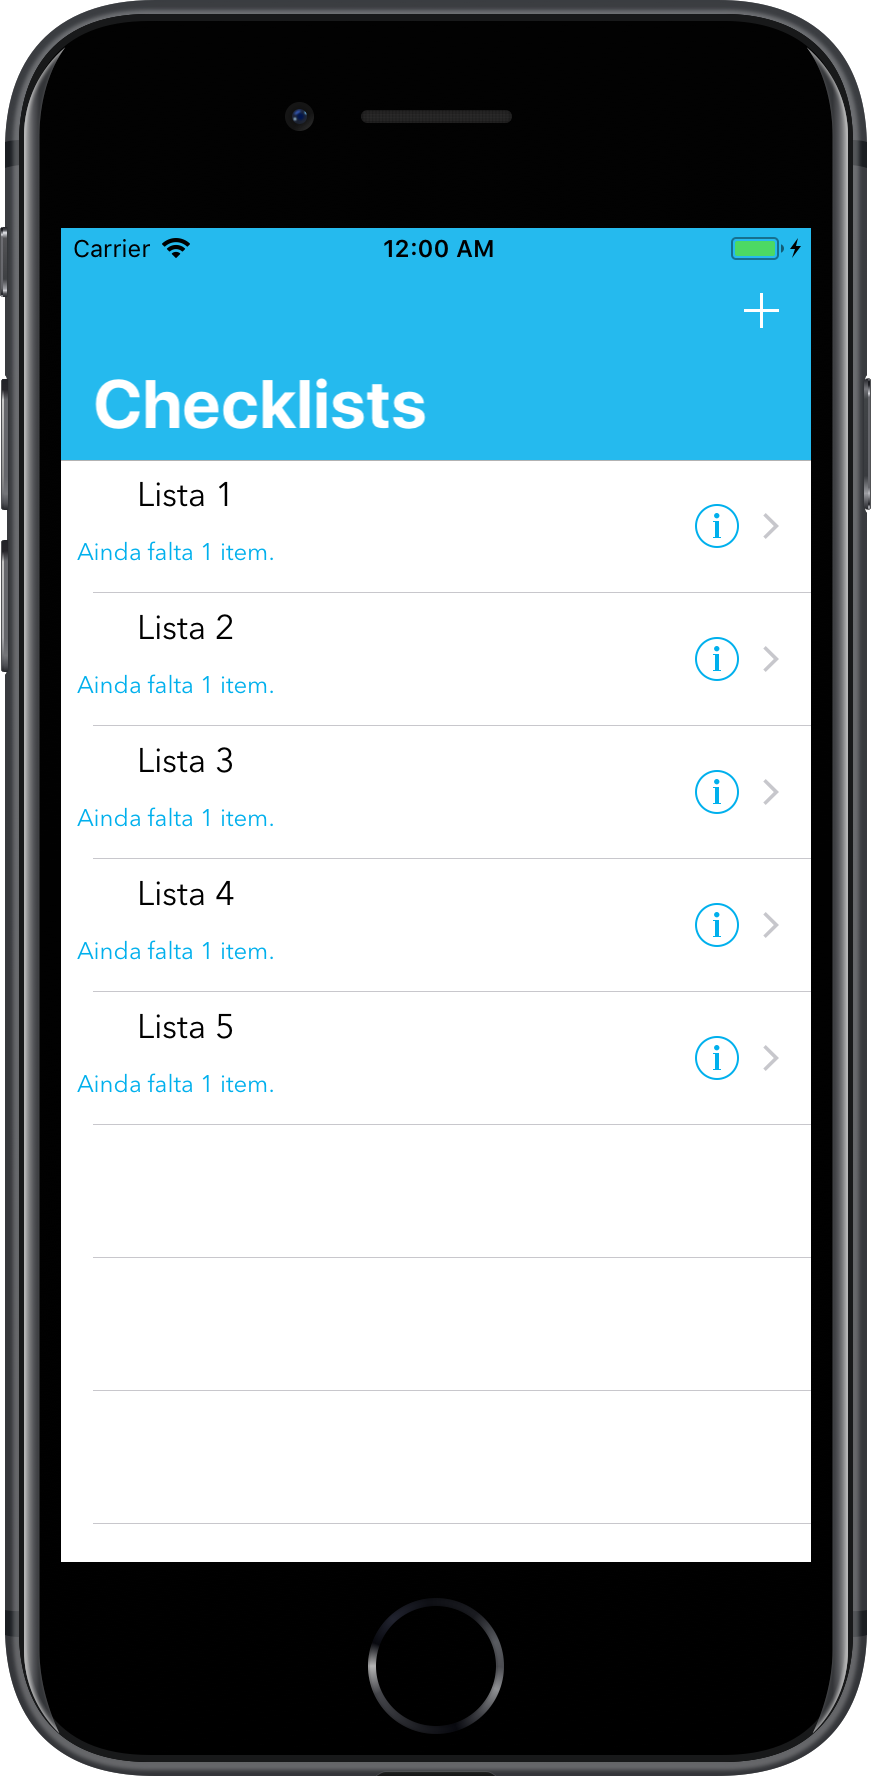 Carrier 12:00 AM
Checklists
Lista 1
Ainda falta 1 item.
Lista 2
Ainda falta 1 item.
Lista 3
Ainda falta 1 item.
Lista 4
Ainda falta 1 item.
Lista 5
Ainda falta 1 item.